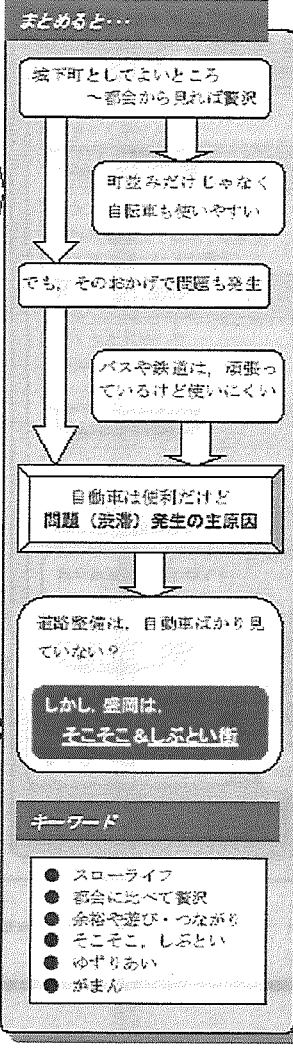 まとめると･･･
城下町としてよいところ
～都会から見れば贅沢
町並みだけじゃなく
自転車も使いやすい
でも，そのおかげで問題も発生
バスや鉄道は，頑張っ
ているけど使いにくい
自動車は便利だけど
問題（渋滞）発生の主原因
道路整備は，自動車ばかり見
ていない？
しかし，盛岡は，
そこそこ＆しぶとい街
キーワード
● スローライフ
● 都会に比べて贅沢
● 余裕や遊び・つながり
● そこそこ，しぶとい
● ゆずりあい
● がまん